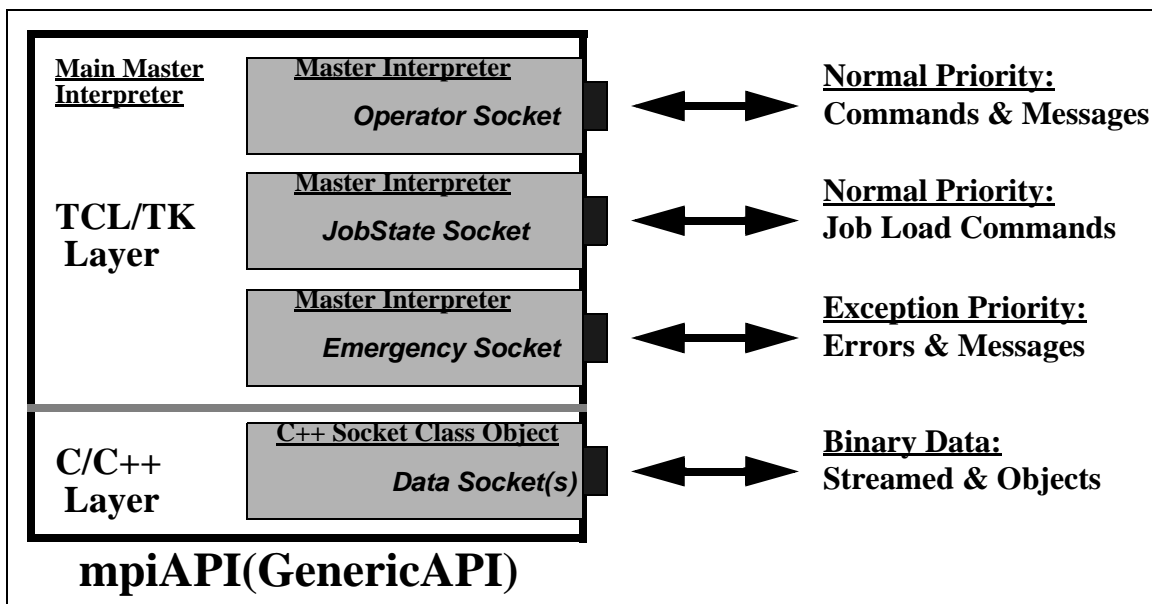 Main Master
Interpreter
Master Interpreter
Operator Socket
Normal Priority:
Commands & Messages
TCL/TK
Layer
Master Interpreter
JobState Socket
Normal Priority:
Job Load Commands
Master Interpreter
Emergency Socket
Exception Priority:
Errors & Messages
C/C++
Layer
C++ Socket Class Object
Data Socket(s)
Binary Data:
Streamed & Objects
mpiAPI(GenericAPI)